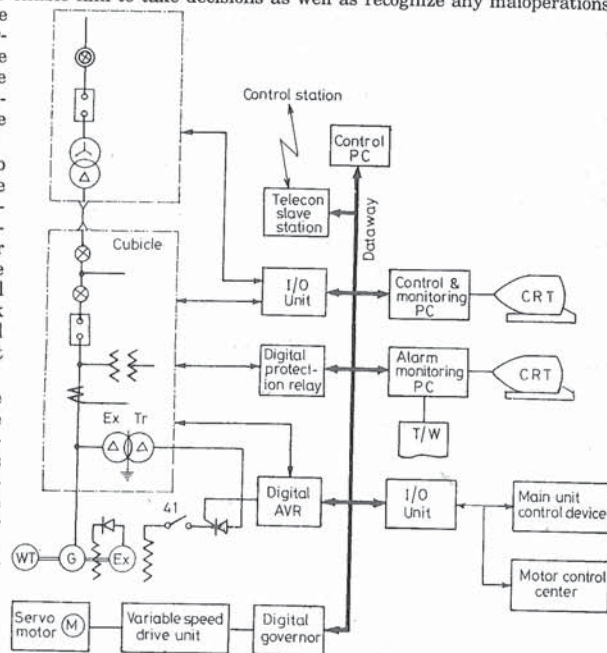 enable him to take decisions as well as recognize any maloperations
Control station
Control
PC
Telecon
slave
station
Dataway
Cubicle
I/O
Unit
Control &
monitoring
PC
CRT
Digital
protect-
ion relay
Alarm
monitoring
PC
CRT
T/W
Ex Tr
Δ
Δ Δ
41
Digital
AVR
I/O
Unit
Main unit
control device
Motor control
center
WT
G
Ex
Servo
motor M
Variable speed
drive unit
Digital
governor